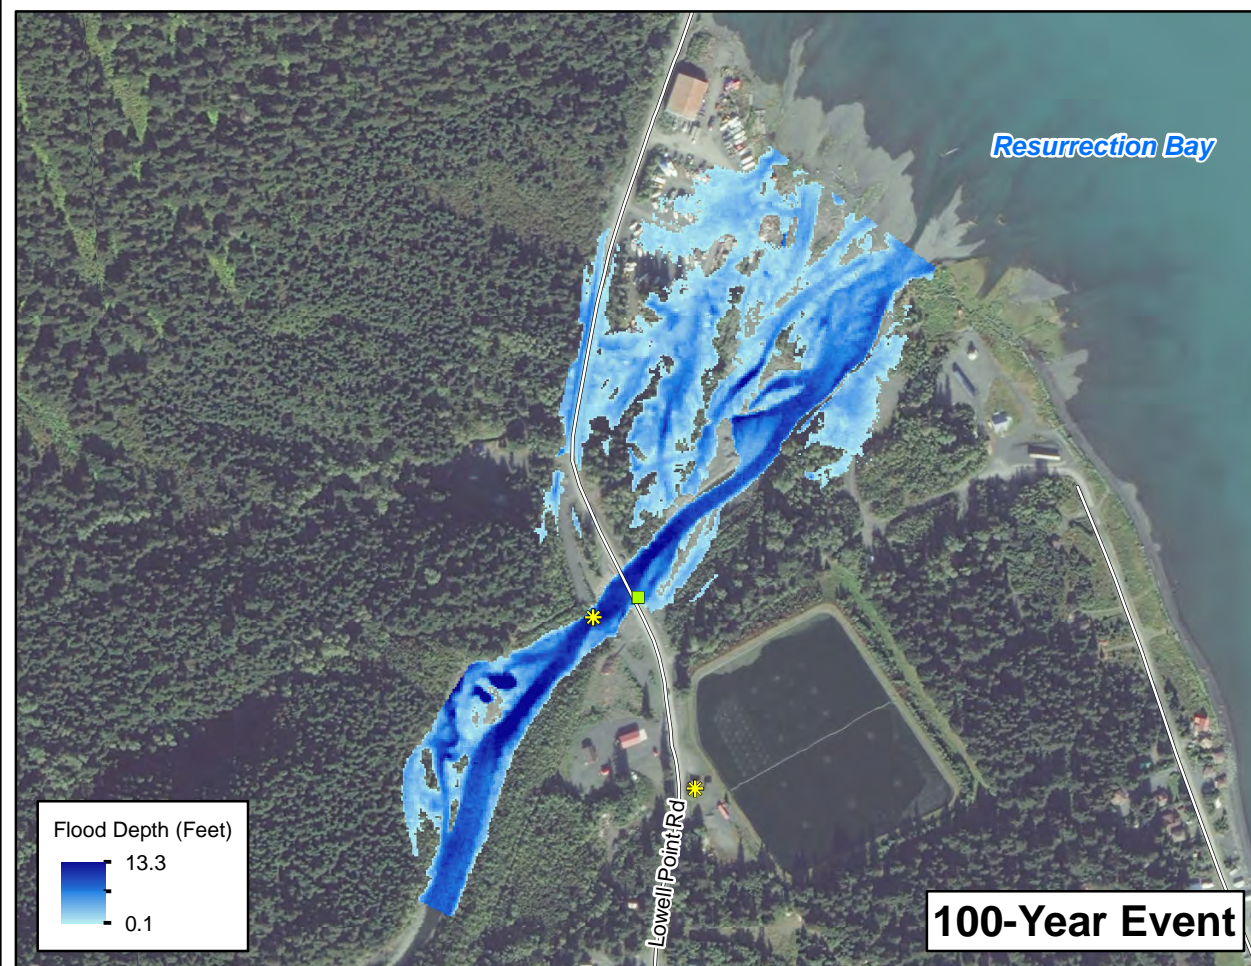 Resurrection Bay
Flood Depth (Feet)
13.3
0.1
Lowell Point Rd
100-Year Event